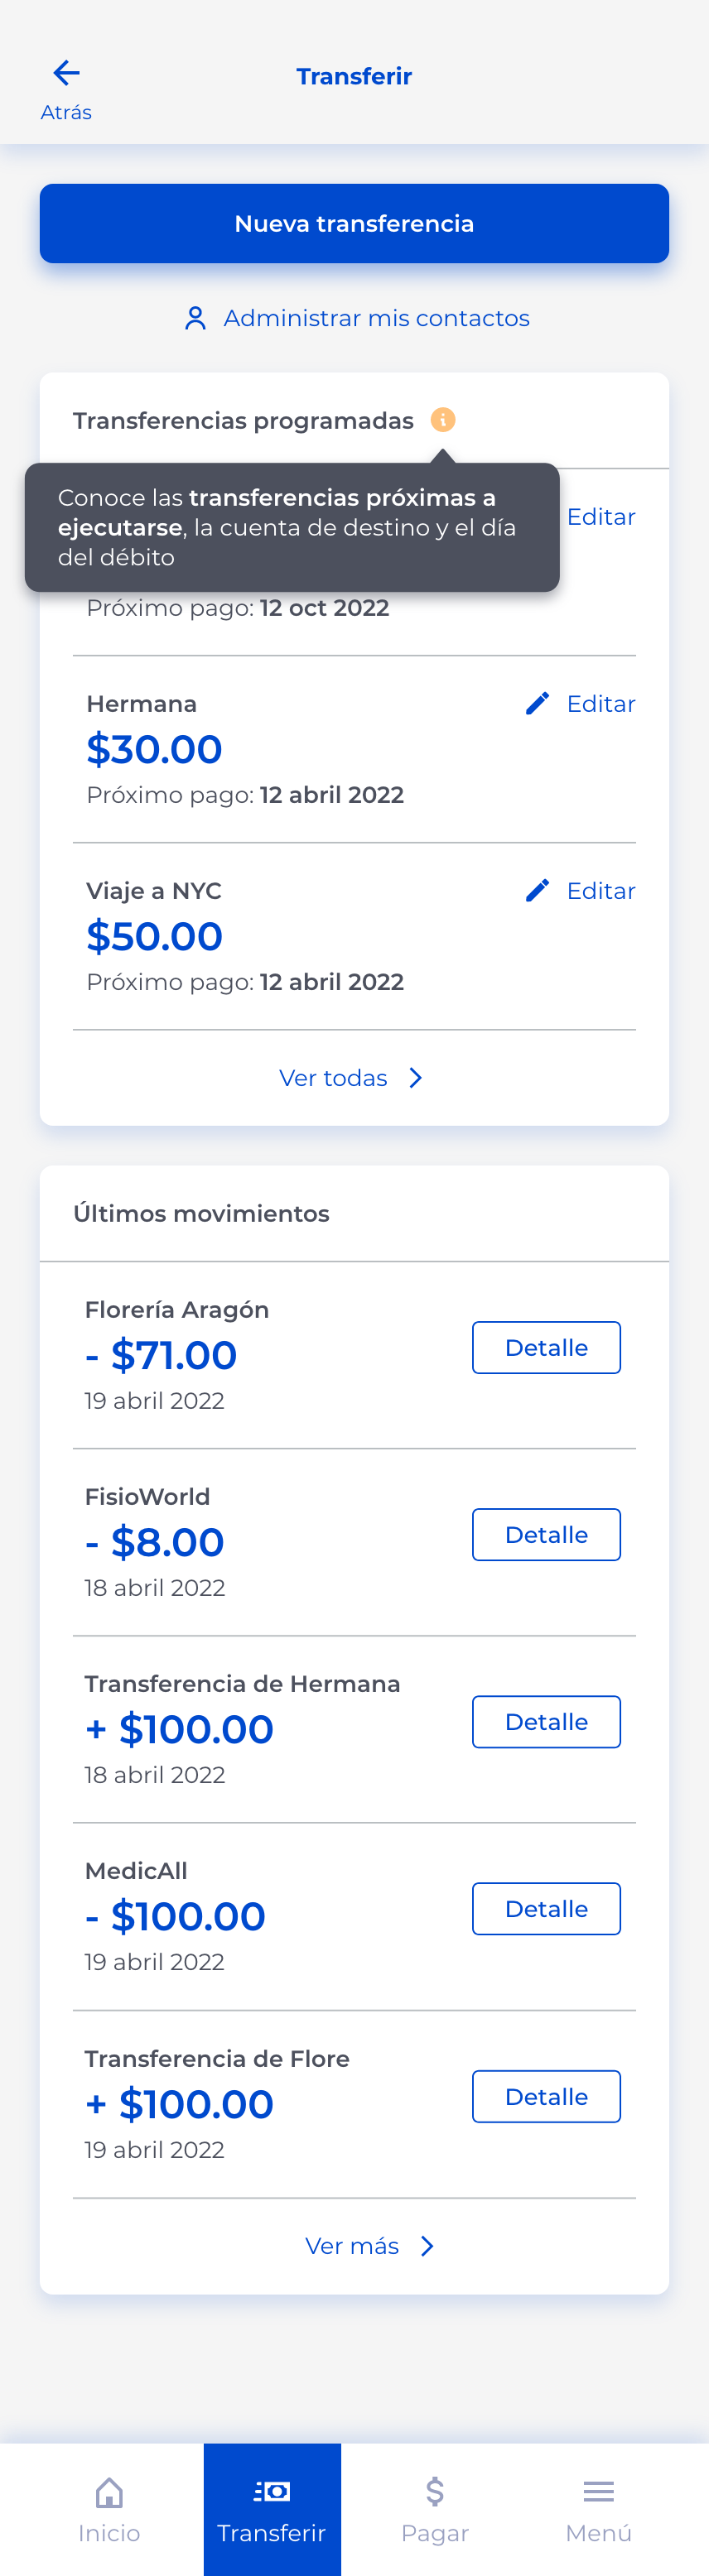 Transferir
Atrás
Nueva transferencia
Administrar mis contactos
Transferencias programadas
Conoce las transferencias próximas a
ejecutarse, la cuenta de destino y el día
del débito
Editar
Próximo pago: 12 oct 2022
Hermana
Editar
$30.00
Próximo pago: 12 abril 2022
Viaje a NYC
Editar
$50.00
Próximo pago: 12 abril 2022
Ver todas
Últimos movimientos
Florería Aragón
- $71.00
19 abril 2022
Detalle
FisioWorld
- $8.00
18 abril 2022
Detalle
Transferencia de Hermana
+ $100.00
18 abril 2022
Detalle
MedicAll
- $100.00
19 abril 2022
Detalle
Transferencia de Flore
+ $100.00
19 abril 2022
Detalle
Ver más
Inicio
Transferir
Pagar
Menú